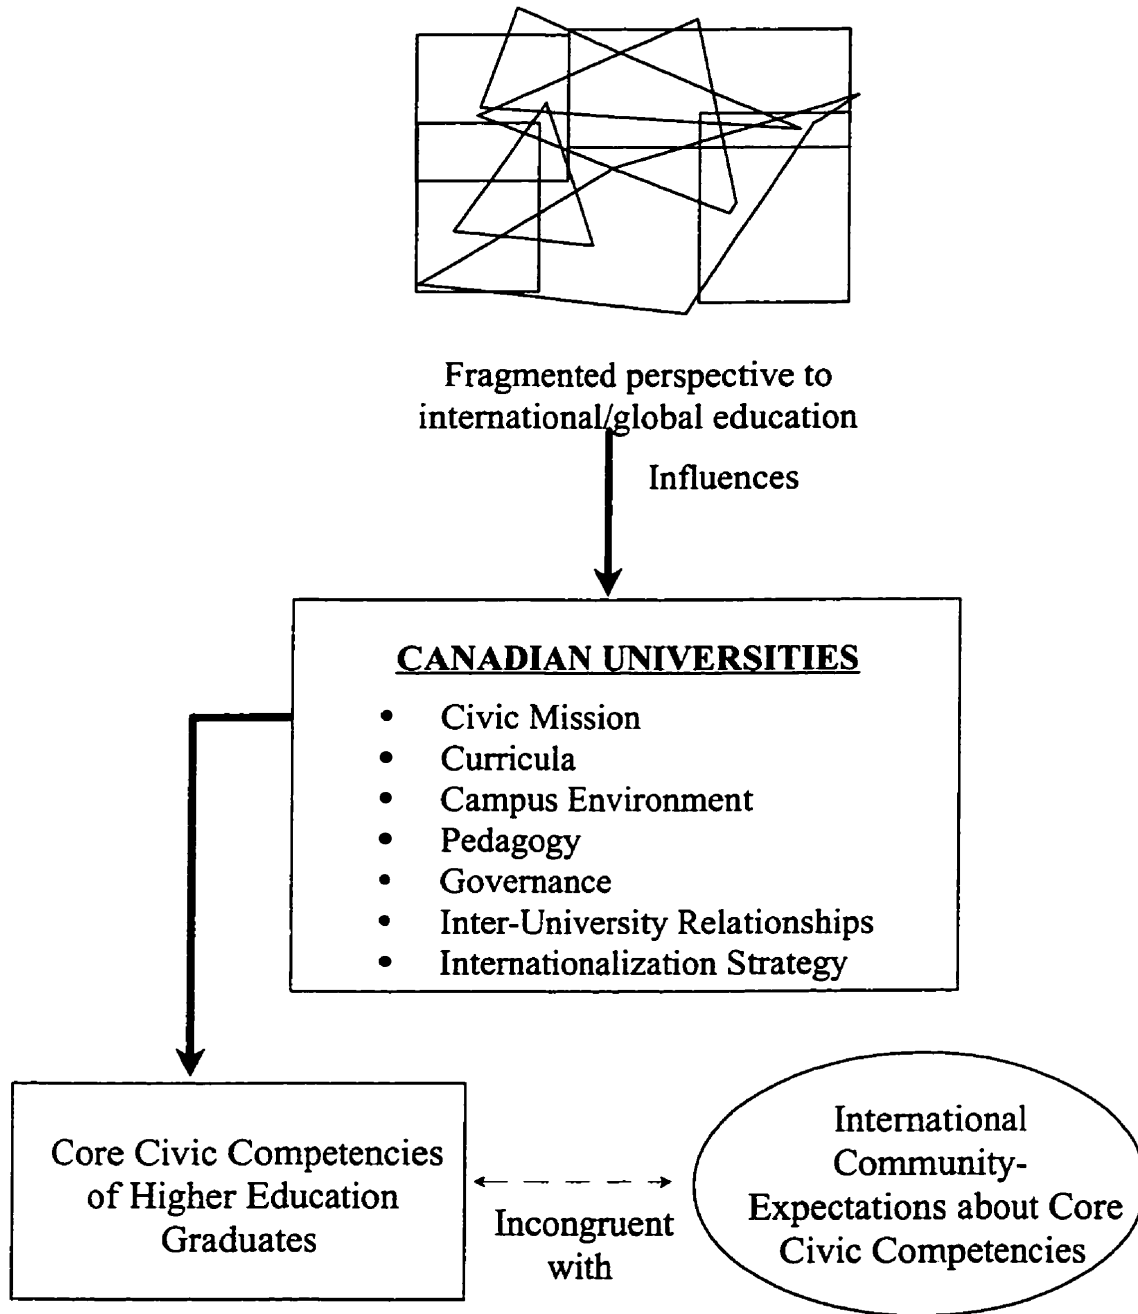 Fragmented perspective to
international/global education
Influences
CANADIAN UNIVERSITIES
• Civic Mission
• Curricula
• Campus Environment
• Pedagogy
• Governance
• Inter-University Relationships
• Internationalization Strategy
Core Civic Competencies
of Higher Education
Graduates
Incongruent
with
International
Community-
Expectations about Core
Civic Competencies